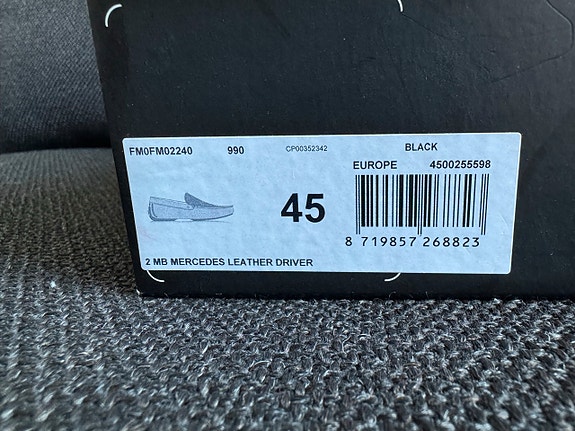 FM0FM02240 990 CP00352342 BLACK
EUROPE 4500255598
45
8 719857 268823
2 MB MERCEDES LEATHER DRIVER